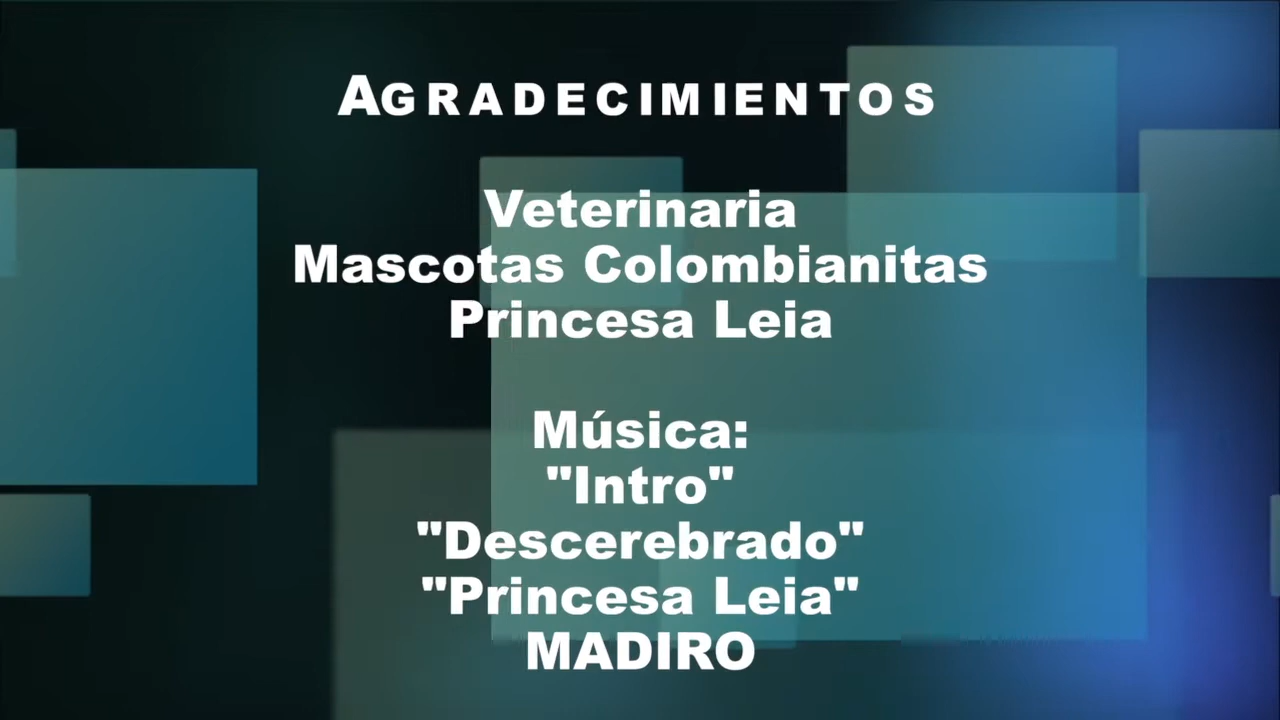 AGRADECIMIENTOS
Veterinaria
Mascotas Colombianitas
Princesa Leia
Música:
"Intro"
"Descerebrado"
"Princesa Leia"
MADIRO